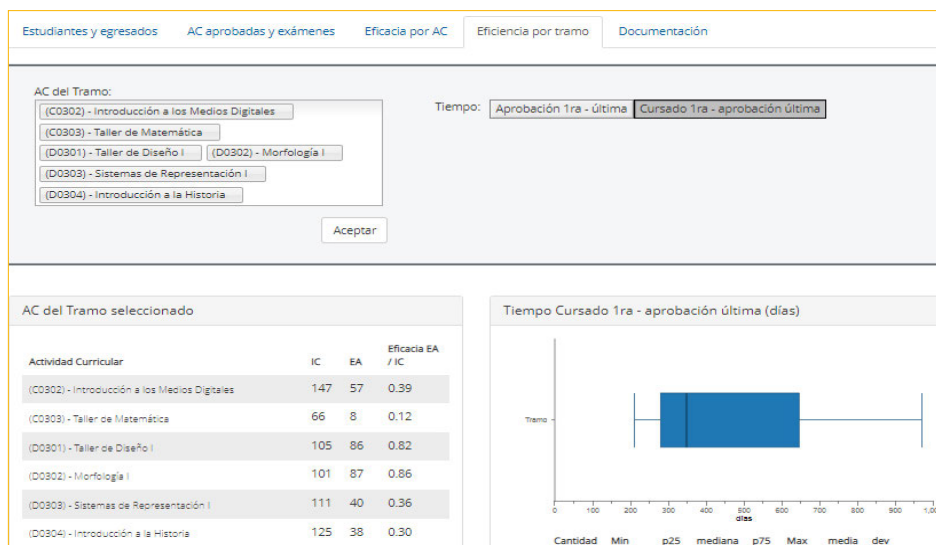 Estudiantes y egresados AC aprobadas y exámenes Eficacia por AC Eficiencia por tramo Documentación
AC del Tramo:
(C0302) - Introducción a los Medios Digitales
(C0303) - Taller de Matemática
(D0301) - Taller de Diseño I (D0302) - Morfología I
(D0303) - Sistemas de Representación I
(D0304) - Introducción a la Historia
Tiempo: Aprobación 1ra - última Cursado 1ra - aprobación última
Aceptar
AC del Tramo seleccionado
Actividad Curricular IC EA Eficacia EA
/ IC
(C0302) - Introducción a los Medios Digitales 147 57 0.39
(C0303) - Taller de Matemática 66 8 0.12
(D0301) - Taller de Diseño I 105 86 0.82
(D0302) - Morfología I 101 87 0.86
(D0303) - Sistemas de Representación I 111 40 0.36
(D0304) - Introducción a la Historia 125 38 0.30
Tiempo Cursado 1ra - aprobación última (días)
Tramo
0 100 200 300 400 500 600 700 800 900
días
Cantidad Min p25 mediana p75 Max media dev